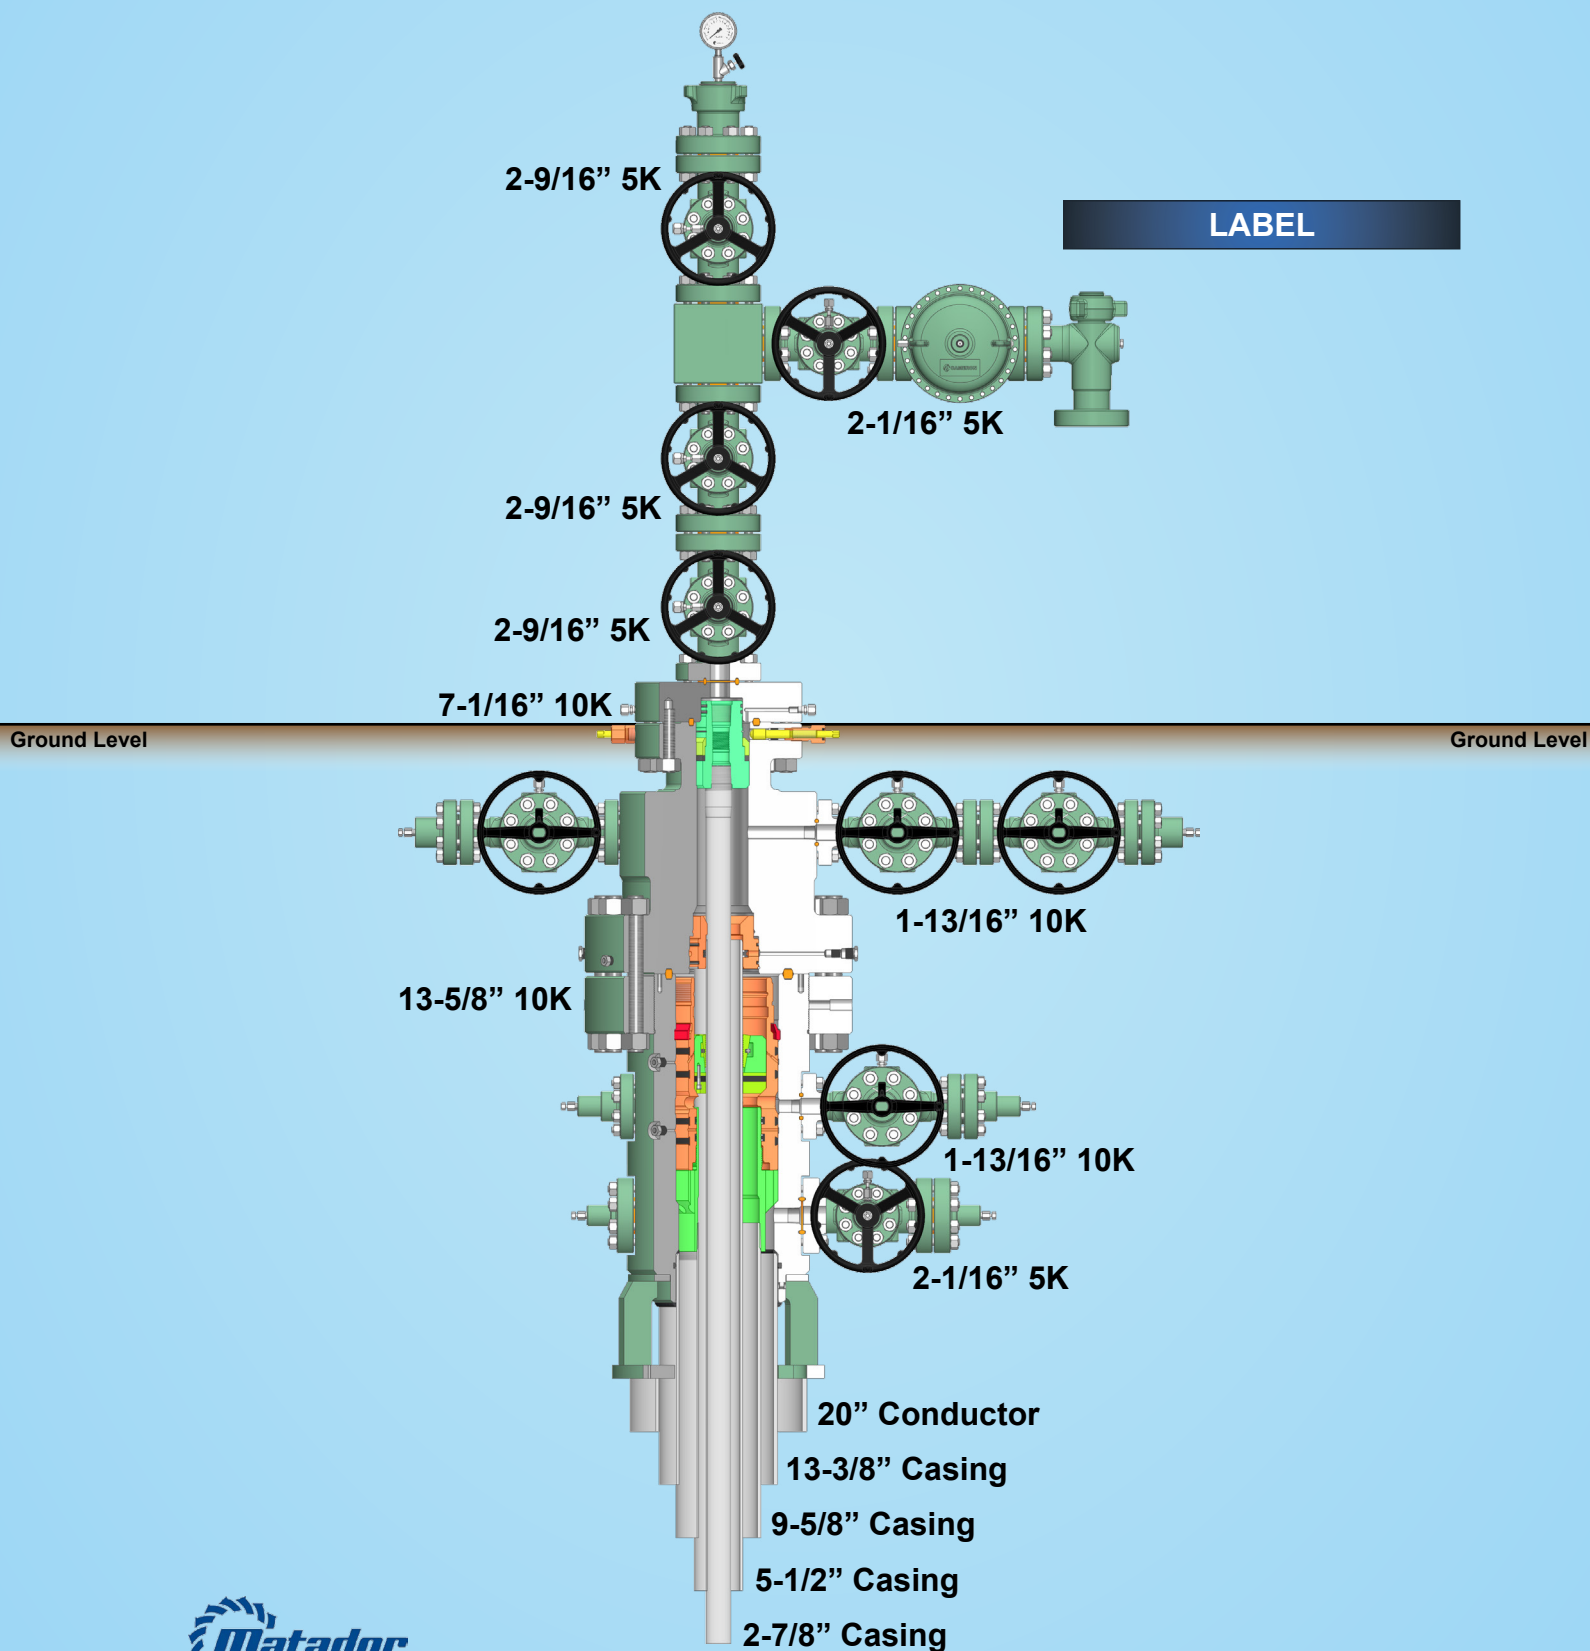 2-9/16” 5K
LABEL
2-1/16” 5K
2-9/16” 5K
2-9/16” 5K
7-1/16” 10K
Ground Level
Ground Level
1-13/16” 10K
13-5/8” 10K
1-13/16” 10K
2-1/16” 5K
20” Conductor
13-3/8” Casing
9-5/8” Casing
5-1/2” Casing
2-7/8” Casing
Matador